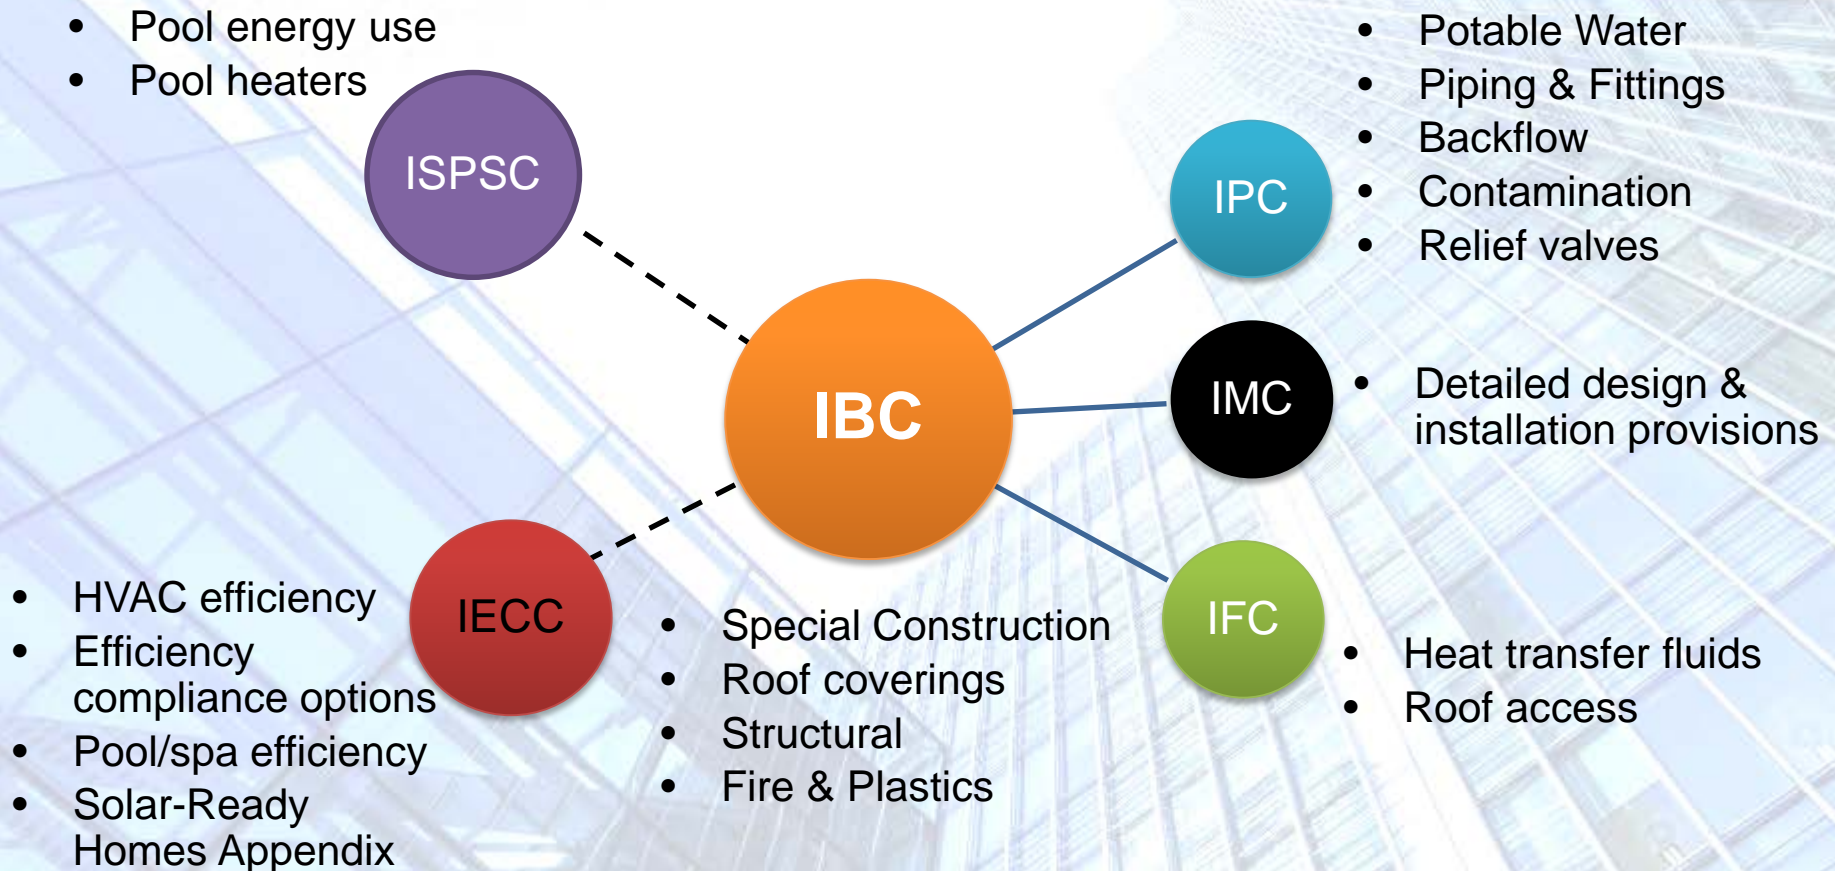 • Pool energy use
• Pool heaters
ISPSC
• Potable Water
• Piping & Fittings
• Backflow
• Contamination
• Relief valves
IPC
IBC
IMC
• Detailed design &
installation provisions
IECC
• HVAC efficiency
• Efficiency
compliance options
• Pool/spa efficiency
• Solar-Ready
Homes Appendix
• Special Construction
• Roof coverings
• Structural
• Fire & Plastics
IFC
• Heat transfer fluids
• Roof access